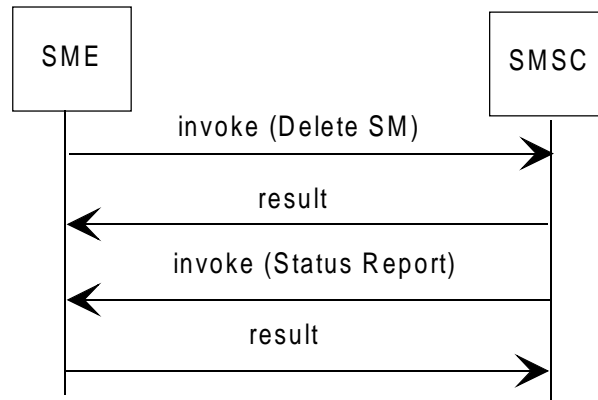 SME
SMSC
invoke (Delete SM)
result
invoke (Status Report)
result